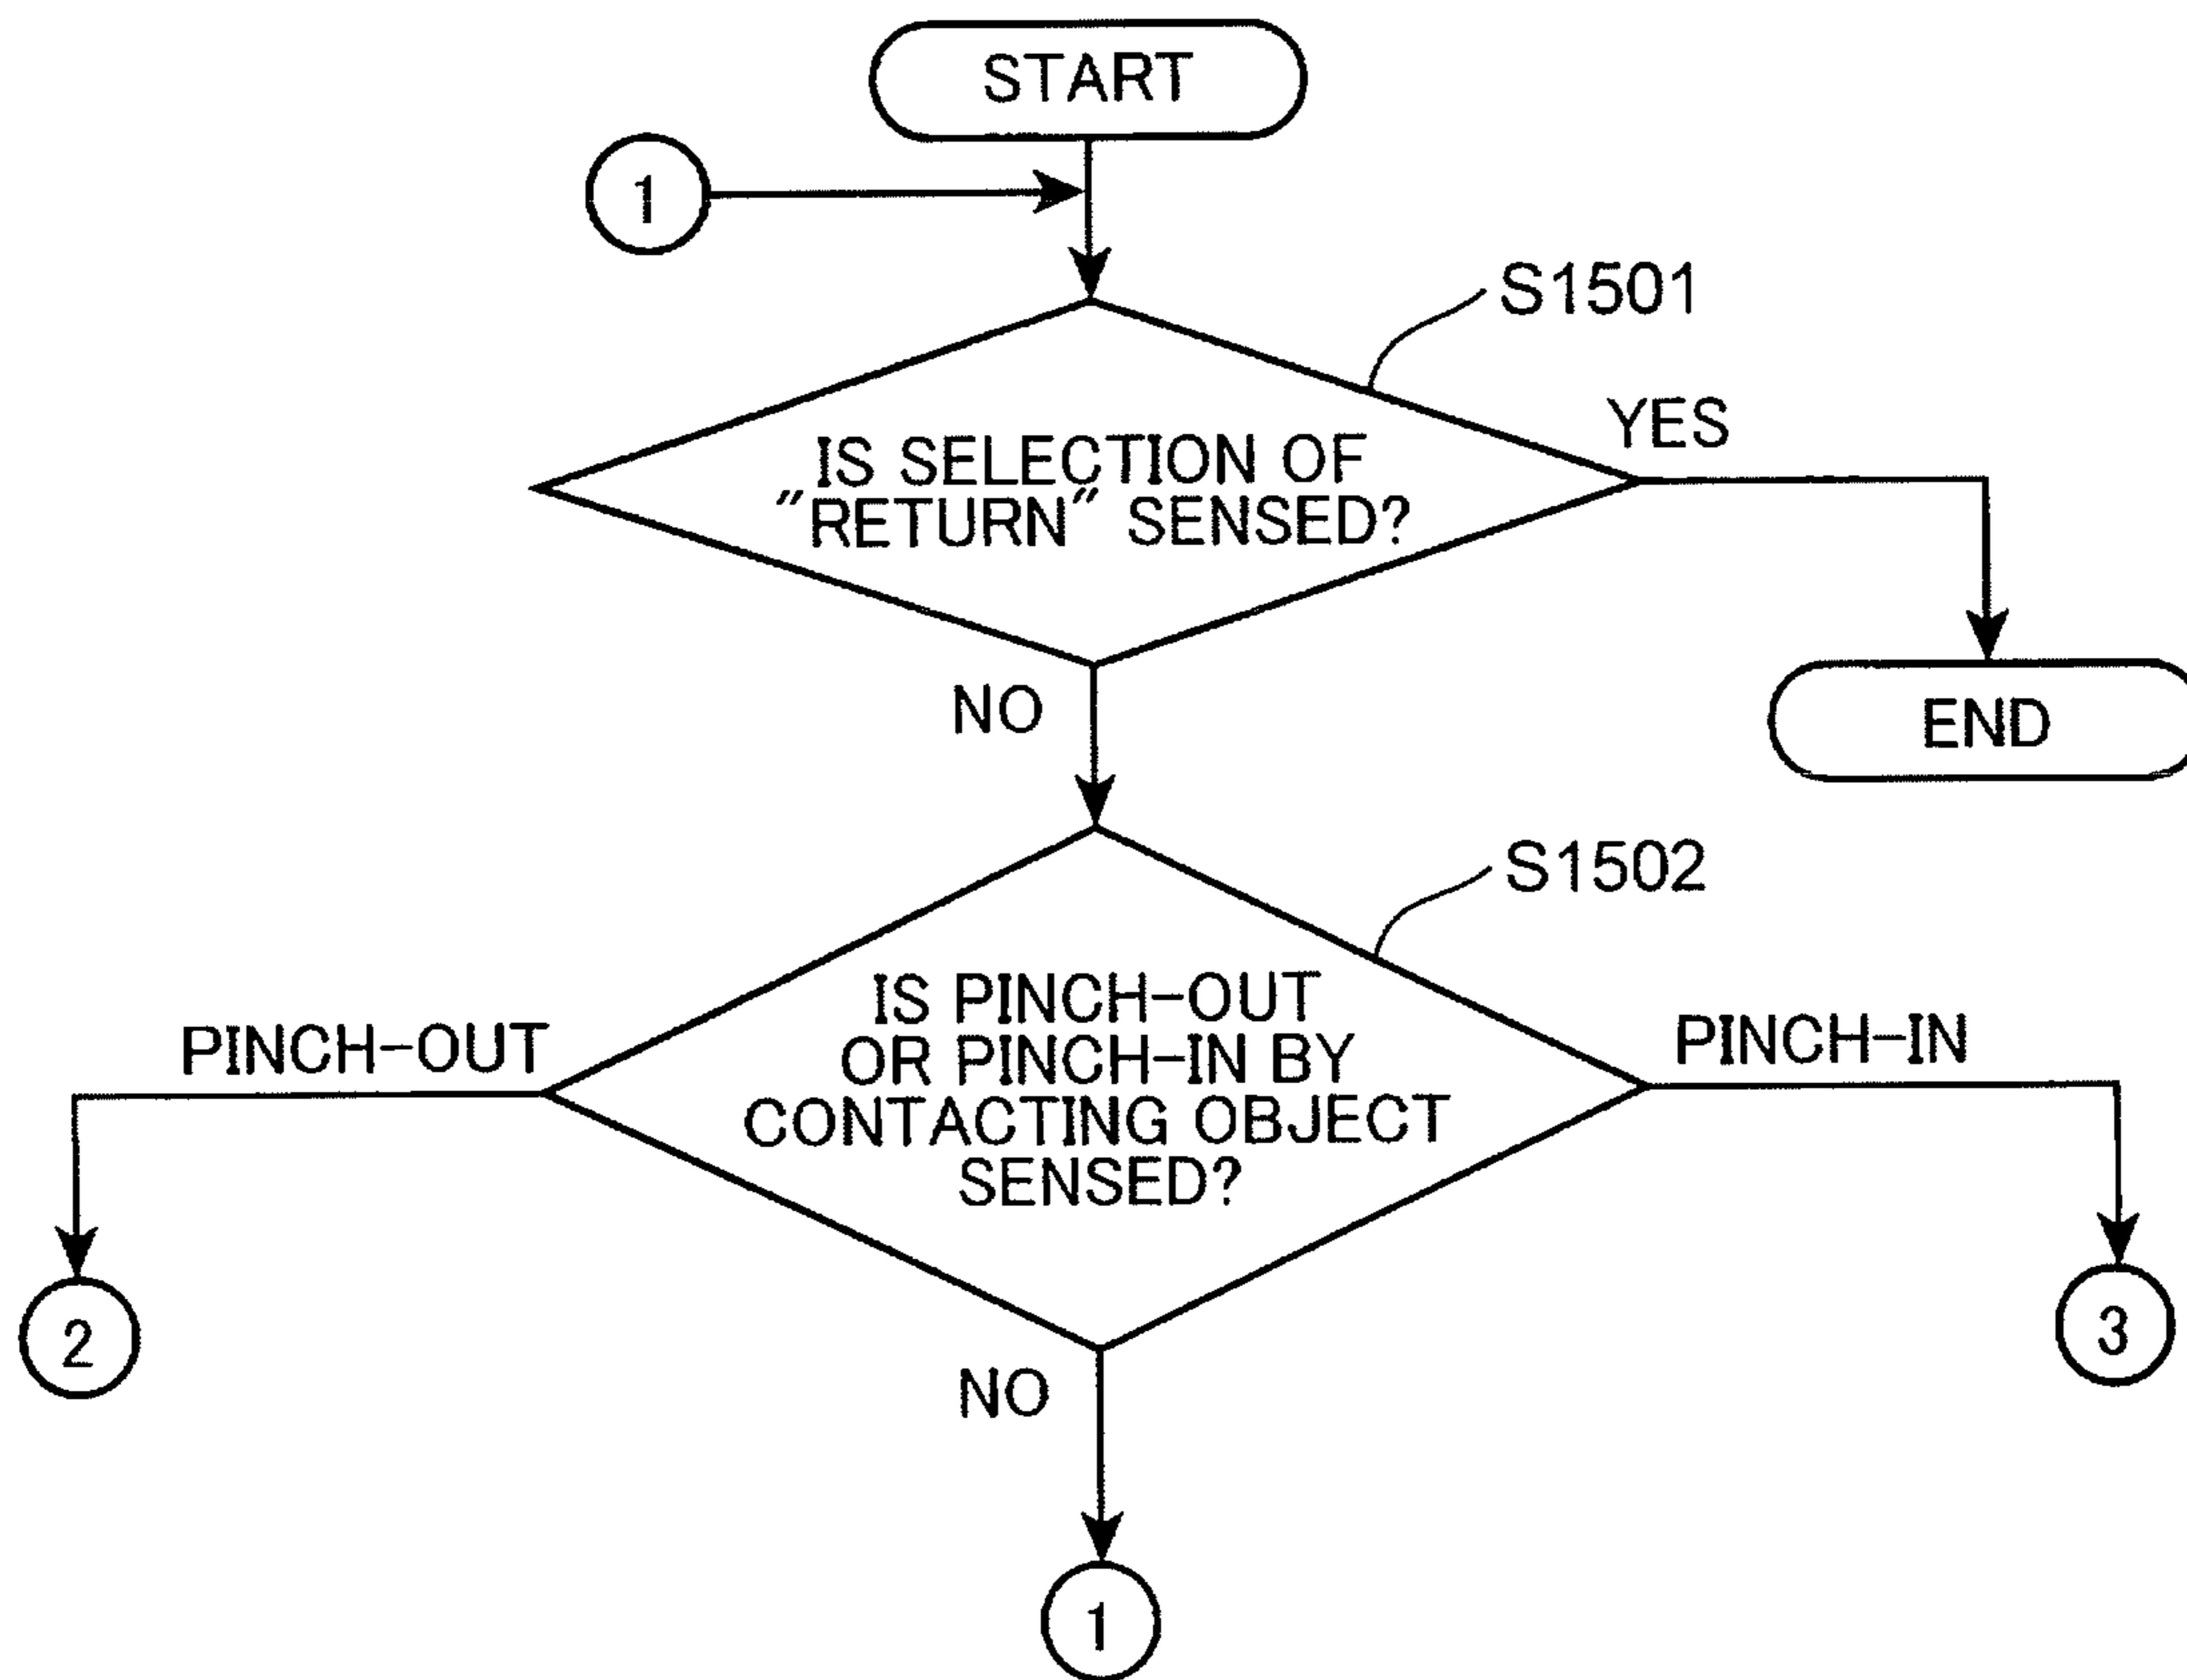 START
1
S1501
IS SELECTION OF
"RETURN" SENSED?
YES
END
NO
S1502
IS PINCH-OUT
OR PINCH-IN BY
CONTACTING OBJECT
SENSED?
PINCH-OUT
PINCH-IN
2
3
NO
1